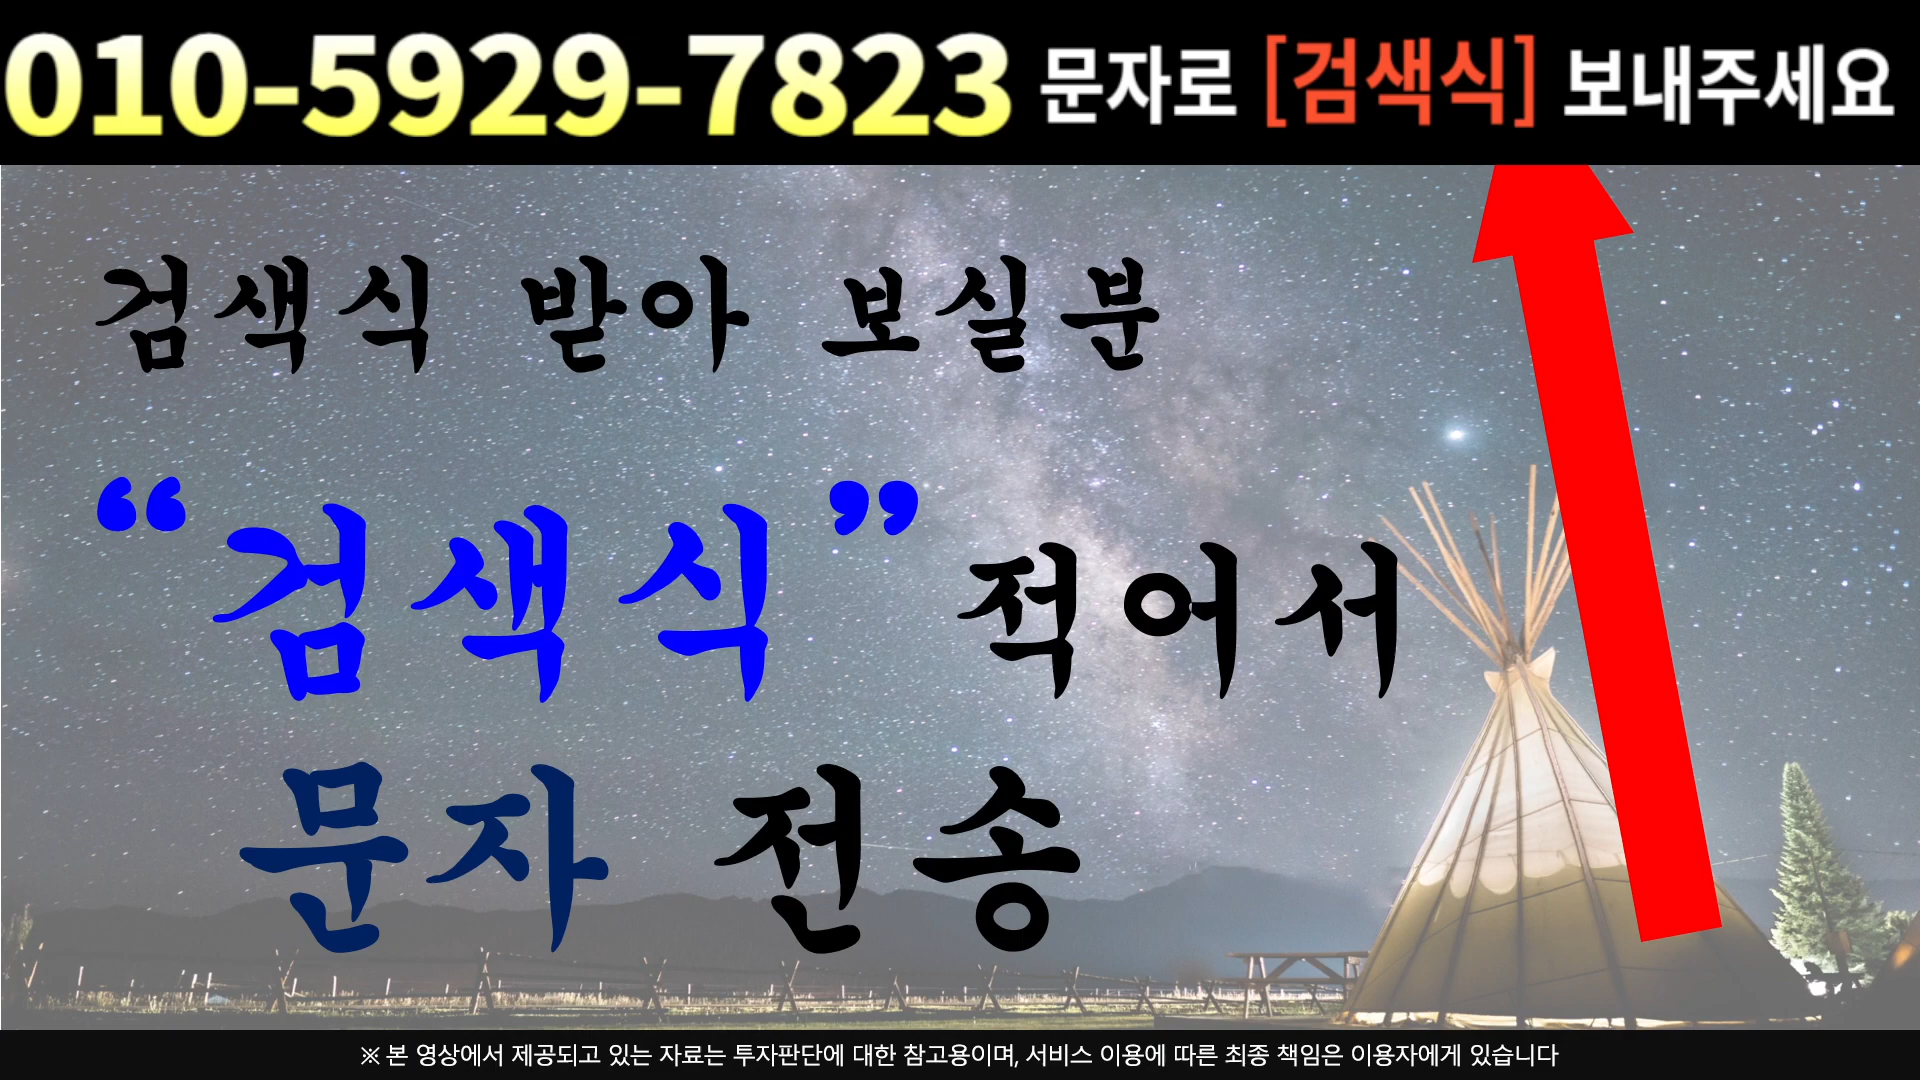 010-5929-7823 문자로 [검색식] 보내주세요
검색식 받아 보실분
“검색식” 적어서
문자 전송
※ 본 영상에서 제공되고 있는 자료는 투자판단에 대한 참고용이며, 서비스 이용에 따른 최종 책임은 이용자에게 있습니다